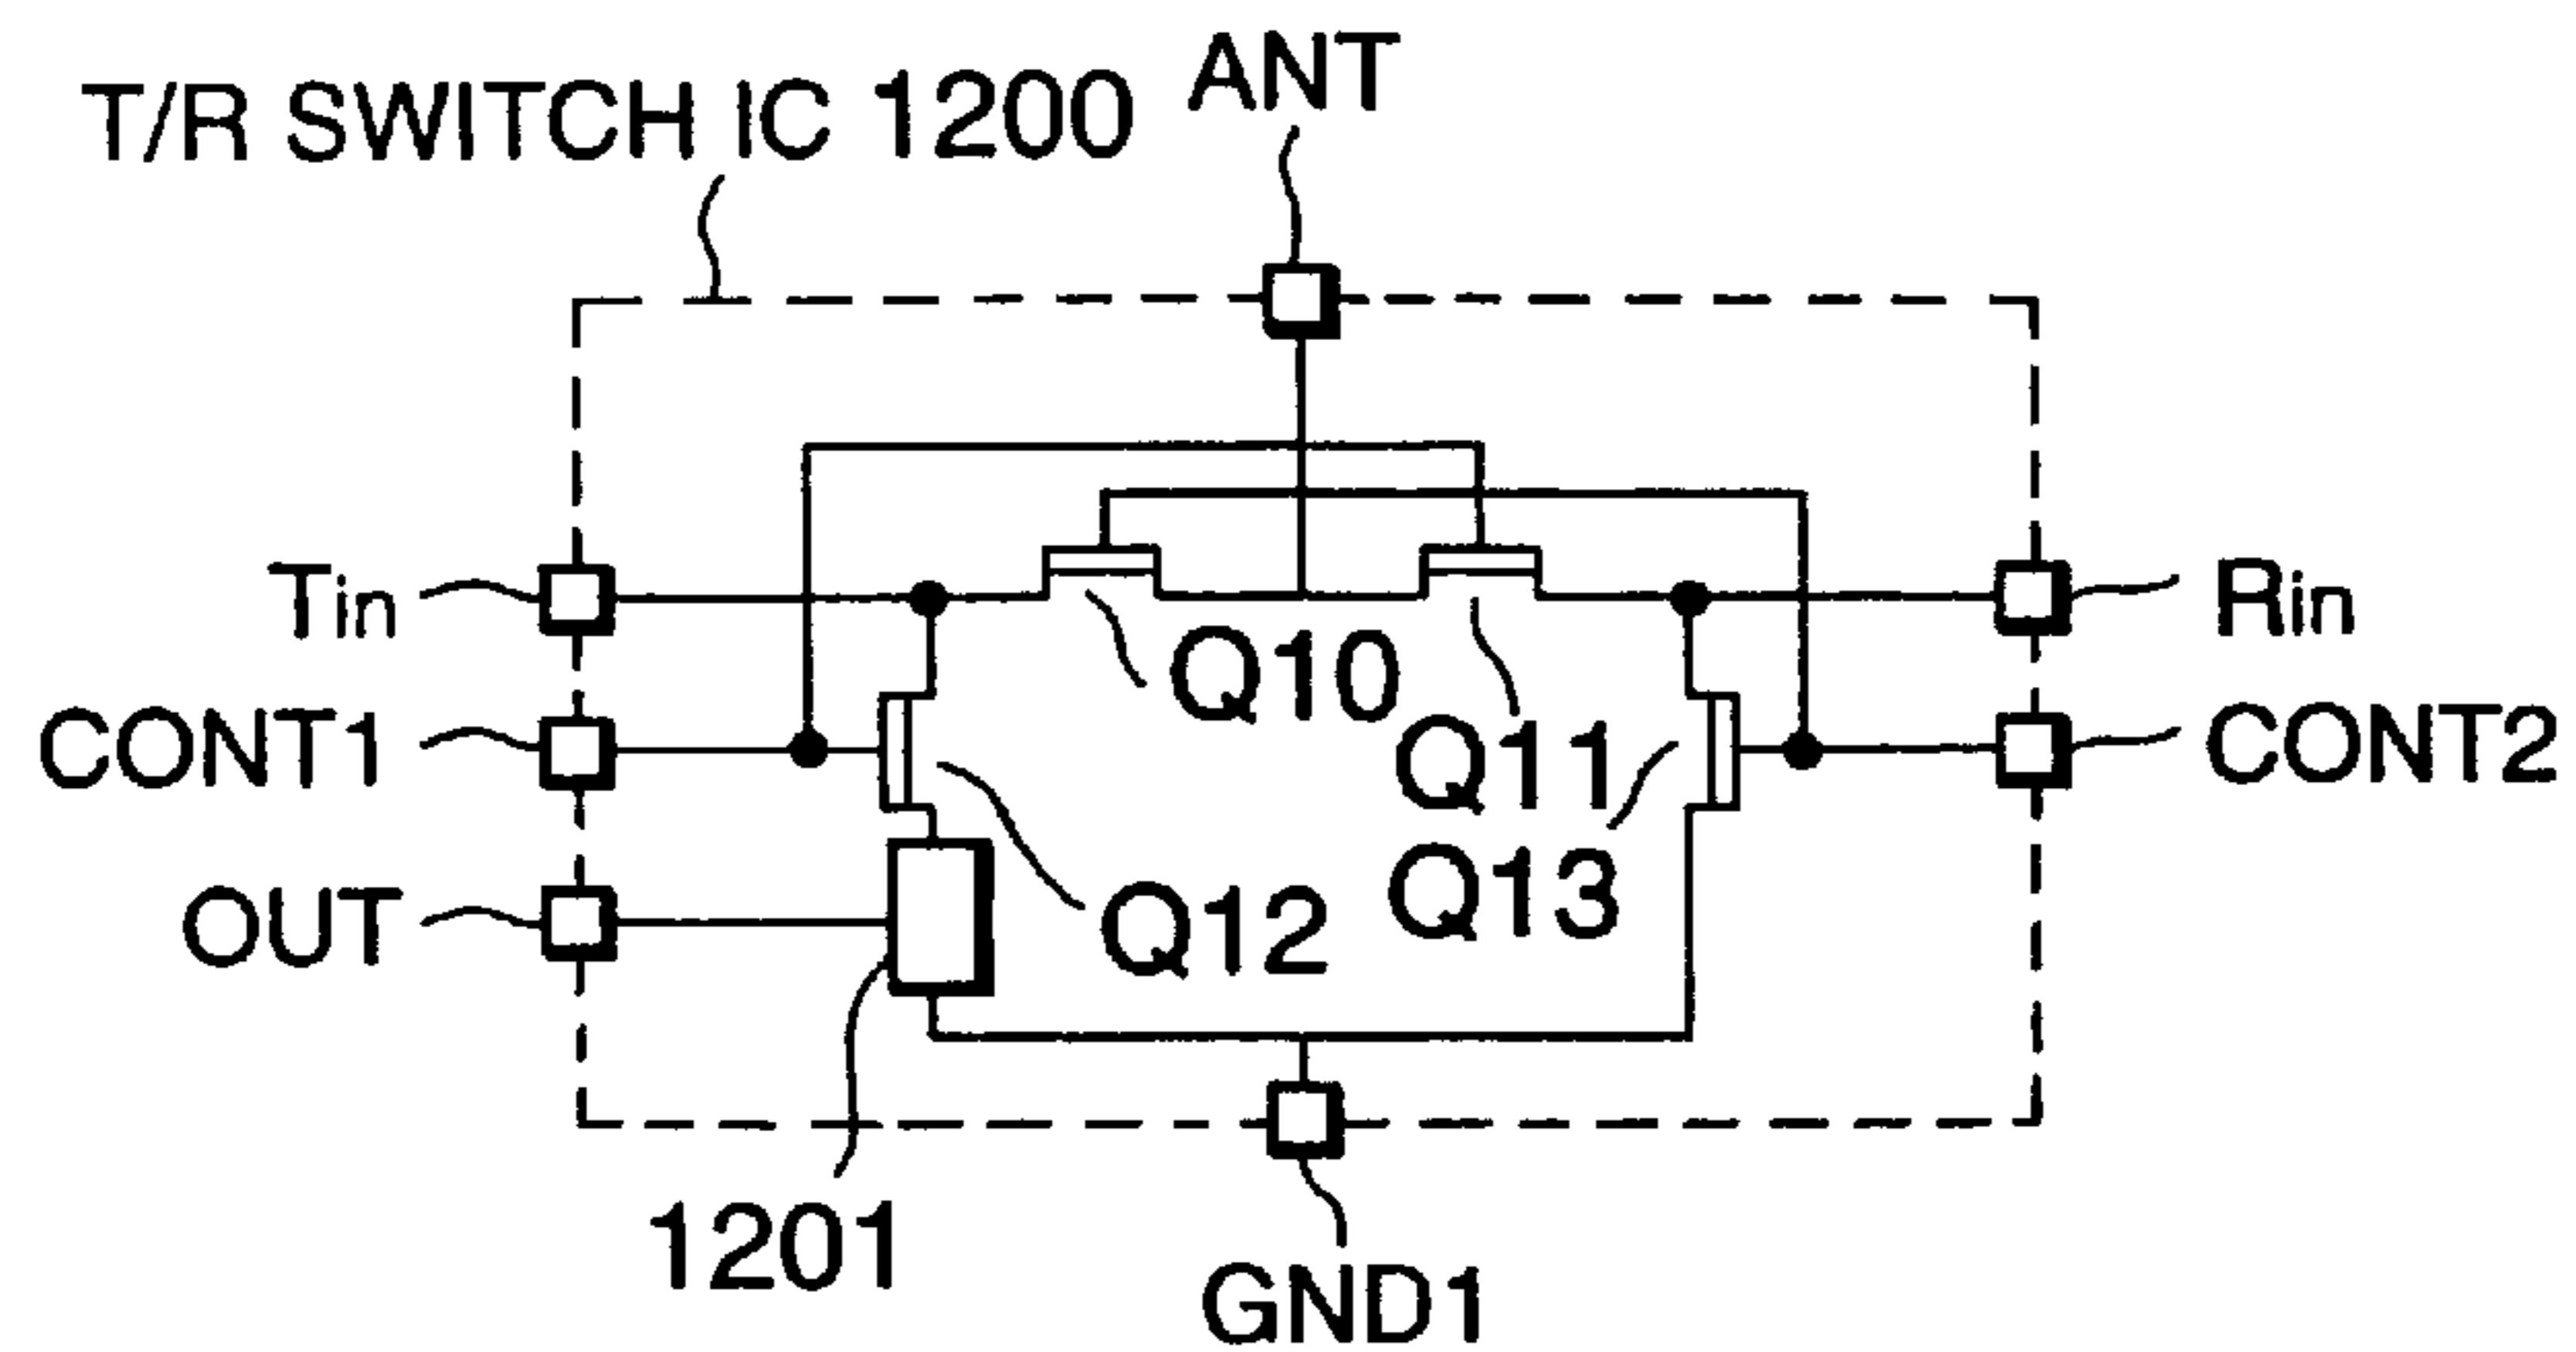 ANT
T/R SWITCH IC 1200
Tin
Rin
Q10
CONT1
Q11
CONT2
OUT
Q12
Q13
1201
GND1